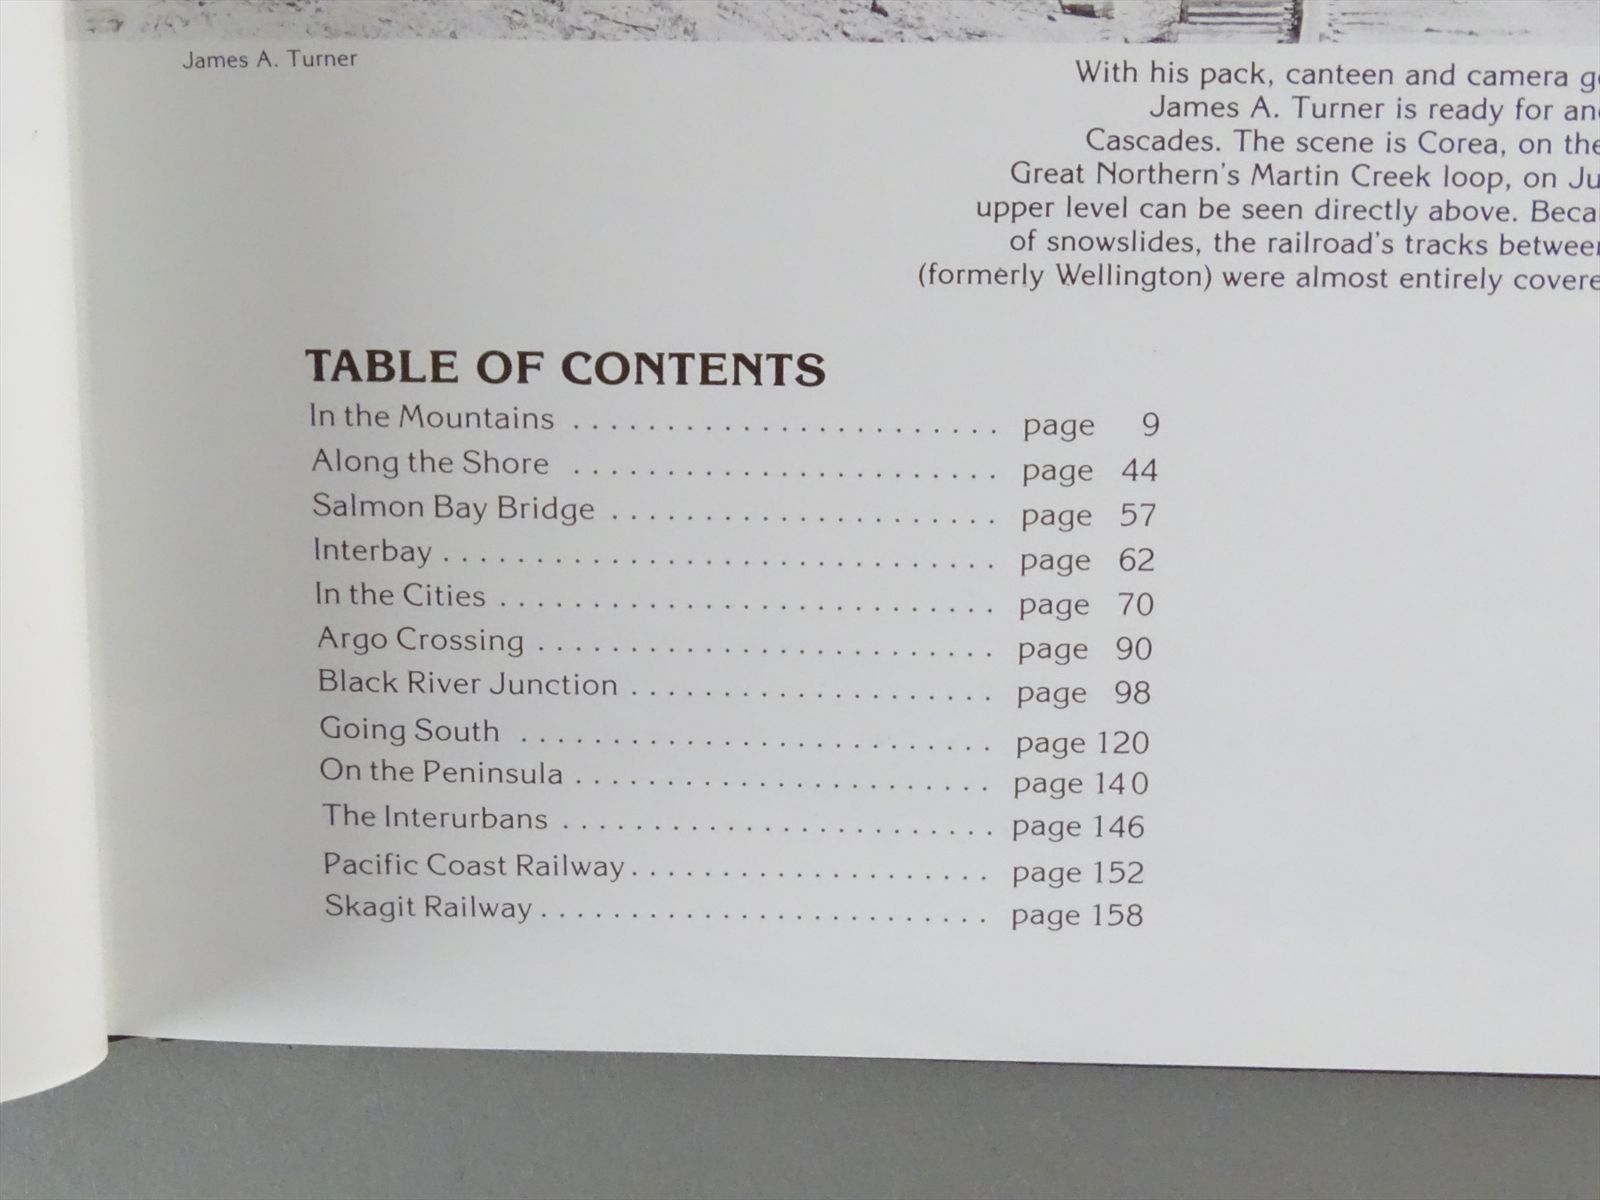 James A. Turner
With his pack, canteen and camera
James A. Turner is ready for
Cascades. The scene is Corea, on the
Great Northern's Martin Creek loop, on
upper level can be seen directly above.
of snowslides, the railroad's tracks
(formerly Wellington) were almost entirely
TABLE OF CONTENTS
In the Mountains . . . . . . . . . . . . . . . . . . . . . . . page 9
Along the Shore . . . . . . . . . . . . . . . . . . . . . . . page 44
Salmon Bay Bridge . . . . . . . . . . . . . . . . . . . . . page 57
Interbay . . . . . . . . . . . . . . . . . . . . . . . . . . . . . . page 62
In the Cities . . . . . . . . . . . . . . . . . . . . . . . . . . . page 70
Argo Crossing . . . . . . . . . . . . . . . . . . . . . . . . . page 90
Black River Junction . . . . . . . . . . . . . . . . . . . . page 98
Going South . . . . . . . . . . . . . . . . . . . . . . . . . . page 120
On the Peninsula . . . . . . . . . . . . . . . . . . . . . . . page 140
The Interurbans . . . . . . . . . . . . . . . . . . . . . . . . page 146
Pacific Coast Railway . . . . . . . . . . . . . . . . . . . . page 152
Skagit Railway . . . . . . . . . . . . . . . . . . . . . . . . . page 158